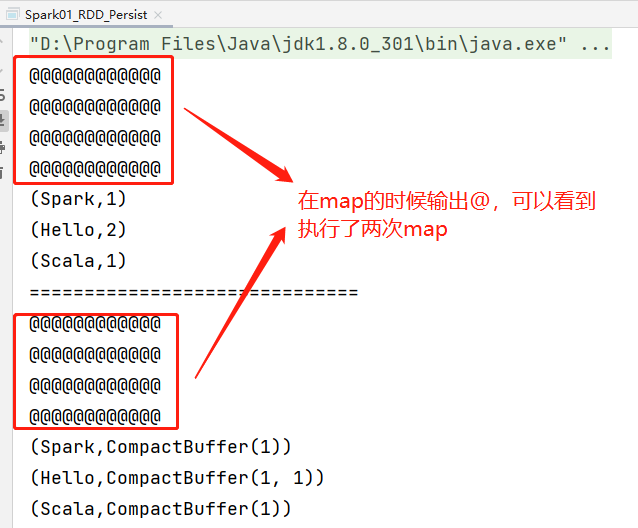 Spark01_RDD_Persist
"D:\Program Files\Java\jdk1.8.0_301\bin\java.exe" ...
@@@@@@@@@@@@
@@@@@@@@@@@@
@@@@@@@@@@@@
@@@@@@@@@@@@
(Spark,1)
(Hello,2)
(Scala,1)
在map的时候输出@，可以看到
执行了两次map
==============================
@@@@@@@@@@@@
@@@@@@@@@@@@
@@@@@@@@@@@@
@@@@@@@@@@@@
(Spark,CompactBuffer(1))
(Hello,CompactBuffer(1, 1))
(Scala,CompactBuffer(1))